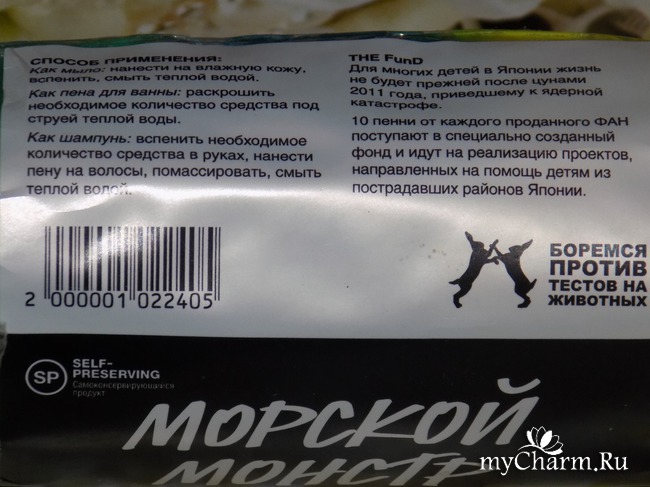 СПОСОБ ПРИМЕНЕНИЯ:
Как мыло: нанести на влажную кожу,
вспенить, смыть теплой водой.
Как пена для ванны: раскрошить
необходимое количество средства под
струей теплой воды.
Как шампунь: вспенить необходимое
количество средства в руках, нанести
пену на волосы, помассировать, смыть
теплой водой.
THE FunD
Для многих детей в Японии жизнь
не будет прежней после цунами
2011 года, приведшему к ядерной
катастрофе.
10 пенни от каждого проданного ФАН
поступают в специально созданный
фонд и идут на реализацию проектов,
направленных на помощь детям из
пострадавших районов Японии.
2 000001 022405
БОРЕМСЯ
ПРОТИВ
ТЕСТОВ НА
ЖИВОТНЫХ
SP
SELF-
PRESERVING
Самоконсервирующийся
продукт
МОРСКОЙ
МОНСТР
myCharm.Ru